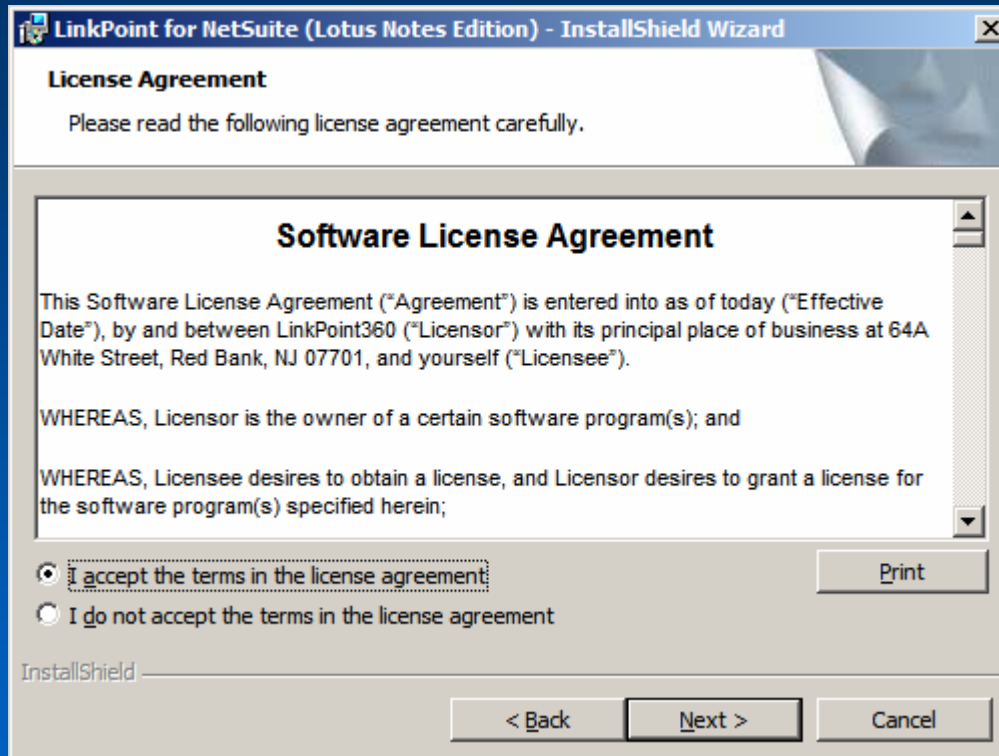 LinkPoint for NetSuite (Lotus Notes Edition) - InstallShield Wizard
License Agreement
Please read the following license agreement carefully.
Software License Agreement
This Software License Agreement (“Agreement”) is entered into as of today (“Effective
Date”), by and between LinkPoint360 (“Licensor”) with its principal place of business at 64A
White Street, Red Bank, NJ 07701, and yourself (“Licensee”).
WHEREAS, Licensor is the owner of a certain software program(s); and
WHEREAS, Licensee desires to obtain a license, and Licensor desires to grant a license for
the software program(s) specified herein;
I accept the terms in the license agreement
Print
I do not accept the terms in the license agreement
InstallShield
< Back
Next >
Cancel